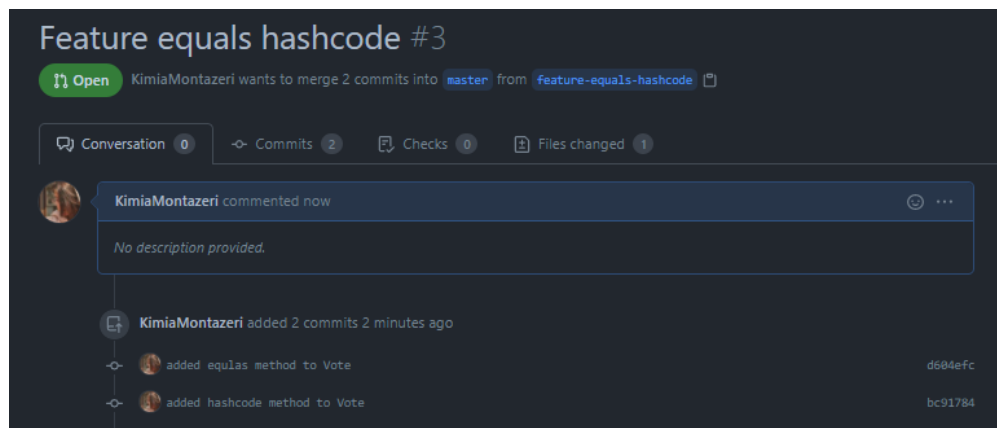 Feature equals hashcode #3
Open KimiaMontazeri wants to merge 2 commits into master from feature-equals-hashcode
Conversation 0 Commits 2 Checks 0 Files changed 1
KimiaMontazeri commented now
No description provided.
KimiaMontazeri added 2 commits 2 minutes ago
added equlas method to Vote d604efc
added hashcode method to Vote bc91784